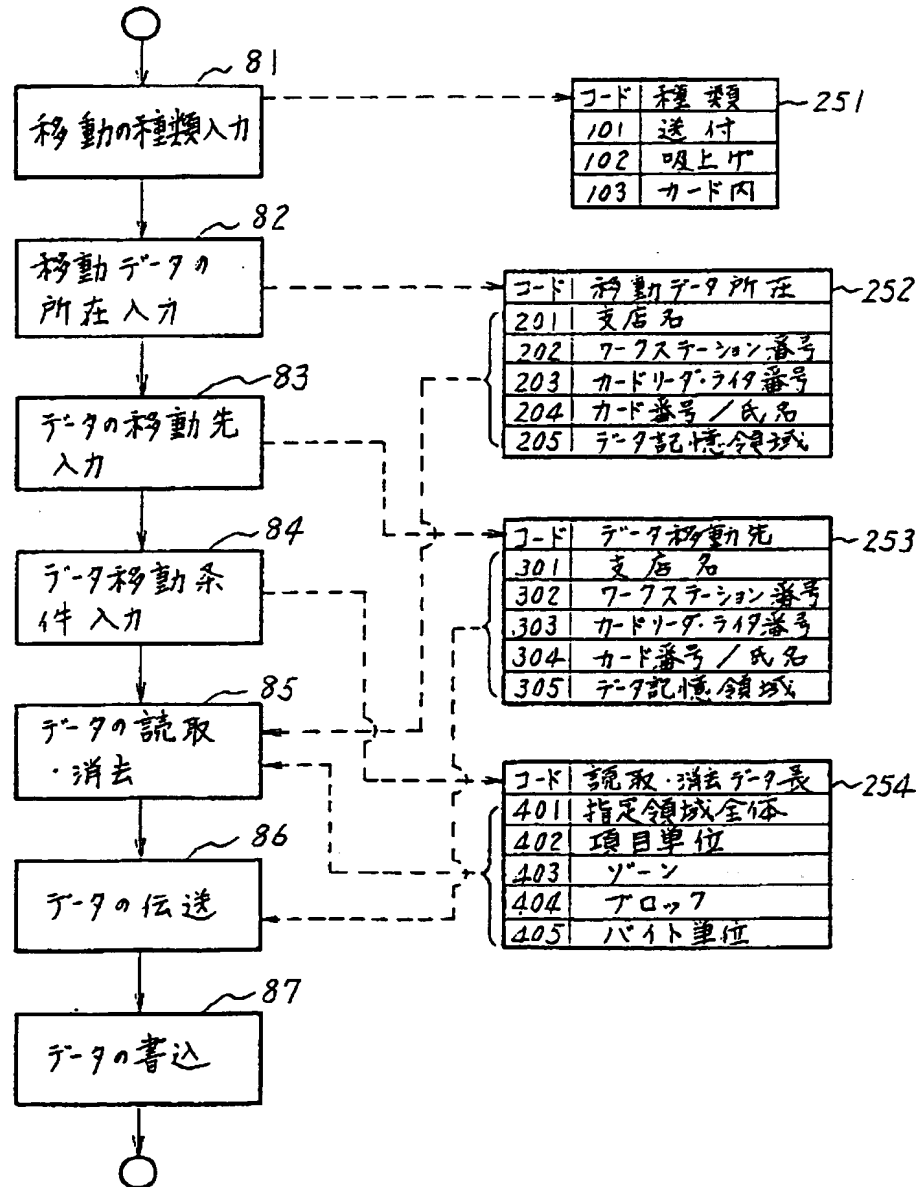 81
移動の種類入力
コード 種類
251
101 送付
102 吸上げ
103 カード内
82
移動データの
所在入力
コード 移動データ所在
252
201 支店名
202 ワークステーション番号
203 カードリーダ・ライタ番号
204 カード番号/氏名
205 データ記憶領域
83
データの移動先
入力
コード データ移動先
253
301 支店名
302 ワークステーション番号
303 カードリーダ・ライタ番号
304 カード番号/氏名
305 データ記憶領域
84
データ移動条
件入力
85
データの読取
・消去
コード 読取・消去データ長
254
401 指定領域全体
402 項目単位
403 ゾーン
404 ブロック
405 バイト単位
86
データの伝送
87
データの書込